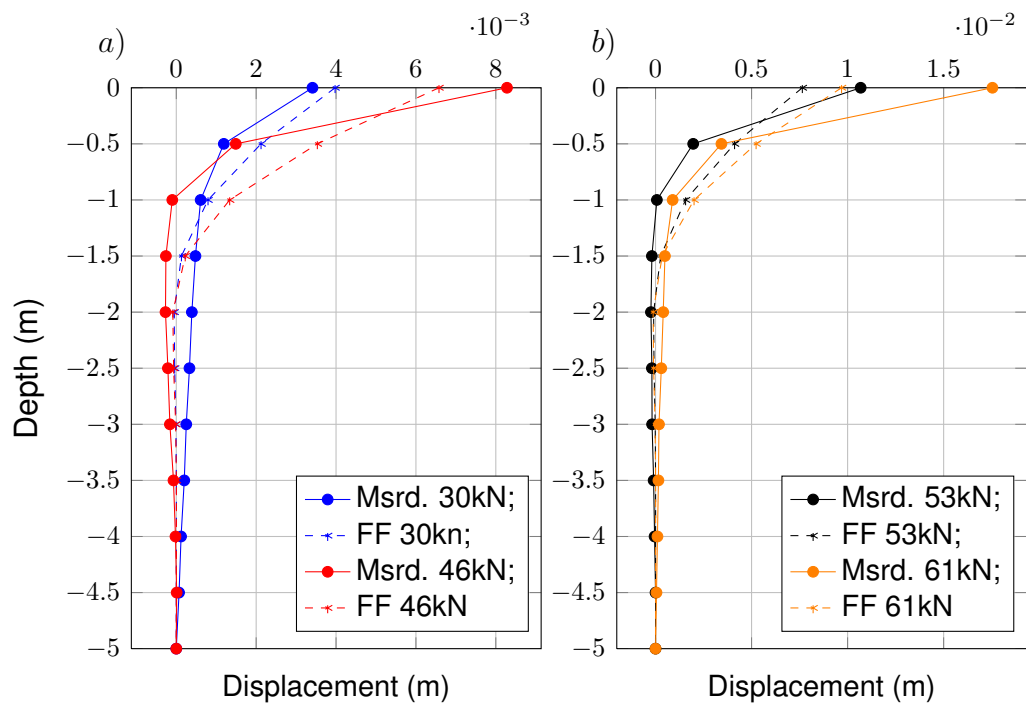 a)
·10⁻³
0 2 4 6 8
0
−0.5
−1
−1.5
−2
−2.5
−3
−3.5
−4
−4.5
−5
Depth (m)
Displacement (m)
Msrd. 30kN;
FF 30kn;
Msrd. 46kN;
FF 46kN
b)
·10⁻²
0 0.5 1 1.5
0
−0.5
−1
−1.5
−2
−2.5
−3
−3.5
−4
−4.5
−5
Displacement (m)
Msrd. 53kN;
FF 53kN;
Msrd. 61kN;
FF 61kN